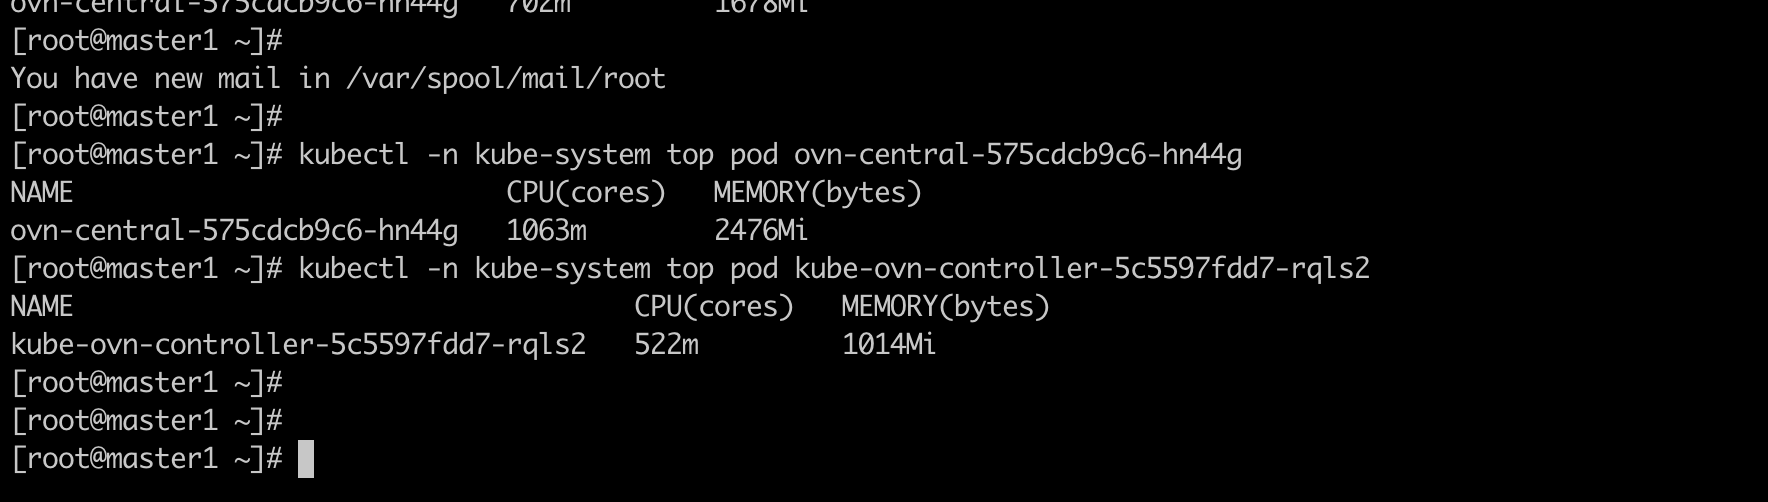 ovn-central-575cdcb9c6-hn44g   702m         1678Mi
[root@master1 ~]#
You have new mail in /var/spool/mail/root
[root@master1 ~]#
[root@master1 ~]# kubectl -n kube-system top pod ovn-central-575cdcb9c6-hn44g
NAME                           CPU(cores)   MEMORY(bytes)
ovn-central-575cdcb9c6-hn44g   1063m        2476Mi
[root@master1 ~]# kubectl -n kube-system top pod kube-ovn-controller-5c5597fdd7-rqls2
NAME                                   CPU(cores)   MEMORY(bytes)
kube-ovn-controller-5c5597fdd7-rqls2   522m         1014Mi
[root@master1 ~]#
[root@master1 ~]#
[root@master1 ~]#